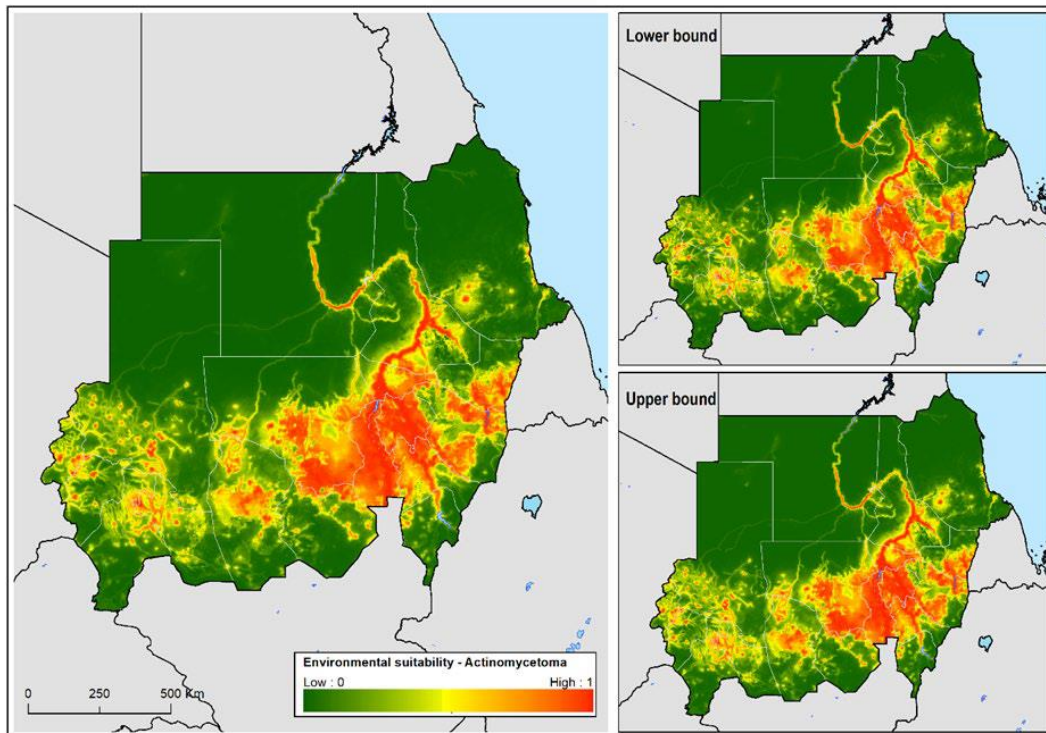 Lower bound
Upper bound
Environmental suitability - Actinomycetoma
Low : 0 High : 1
0 250 500 Km